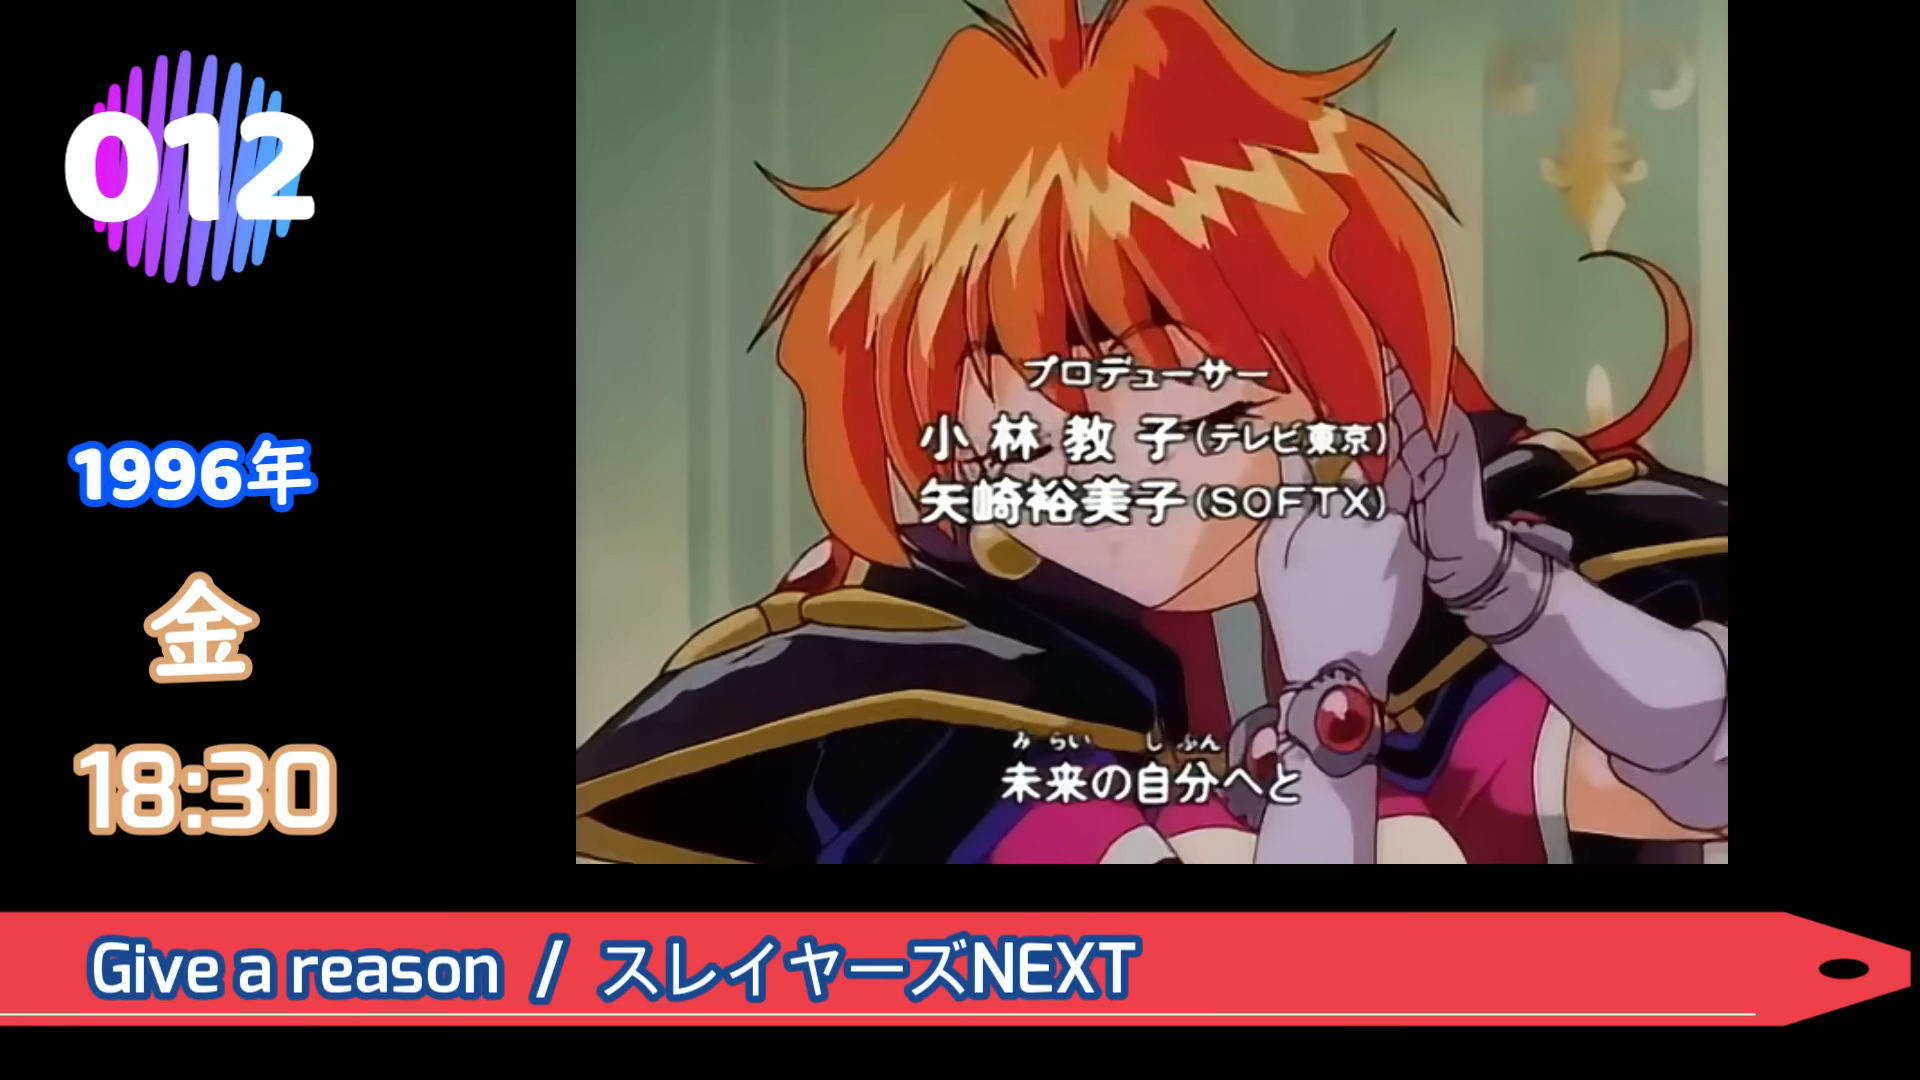 012
1996年
金
18:30
プロデューサー
小林教子(テレビ東京)
矢崎裕美子(SOFTX)
みらい じぶん
未来の自分へと
Give a reason / スレイヤーズNEXT